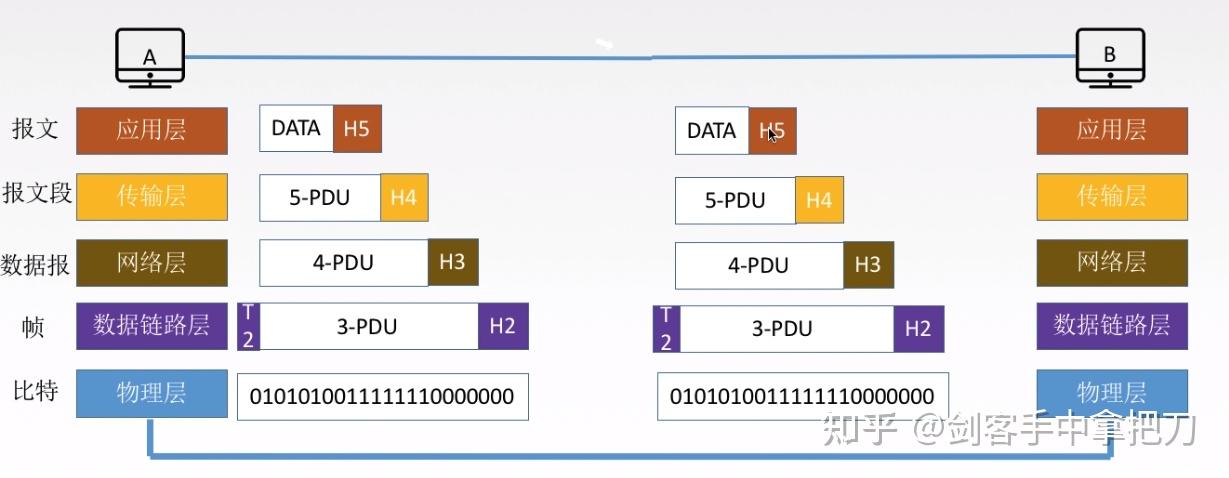 A
B
报文 应用层 DATA H5 DATA H5 应用层
报文段 传输层 5-PDU H4 5-PDU H4 传输层
数据报 网络层 4-PDU H3 4-PDU H3 网络层
帧 数据链路层 T2 3-PDU H2 T2 3-PDU H2 数据链路层
比特 物理层 01010100111111110000000 01010100111111110000000 物理层
知乎 @剑客手中拿把刀